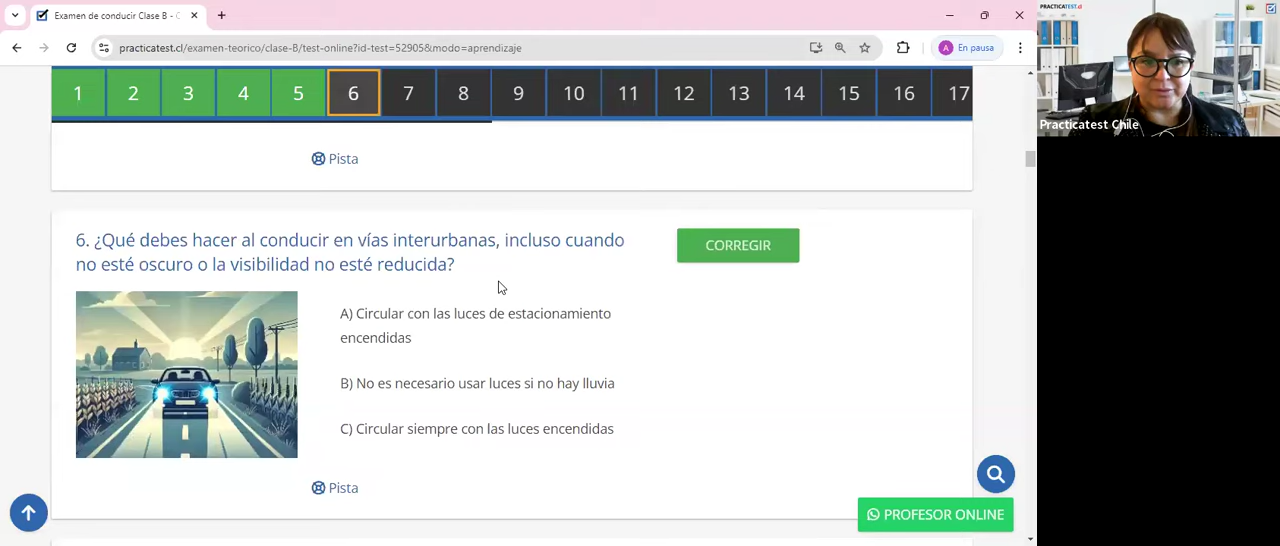 Examen de conducir Clase B - C
practicatest.cl/examen-teorico/clase-B/test-online?id-test=52905&modo=aprendizaje
A
En pausa
1 2 3 4 5 6 7 8 9 10 11 12 13 14 15 16 17
Pista
6. ¿Qué debes hacer al conducir en vías interurbanas, incluso cuando
no esté oscuro o la visibilidad no esté reducida?
CORREGIR
A) Circular con las luces de estacionamiento
encendidas
B) No es necesario usar luces si no hay lluvia
C) Circular siempre con las luces encendidas
Pista
PROFESOR ONLINE
PRACTICATEST.cl
Practicatest Chile